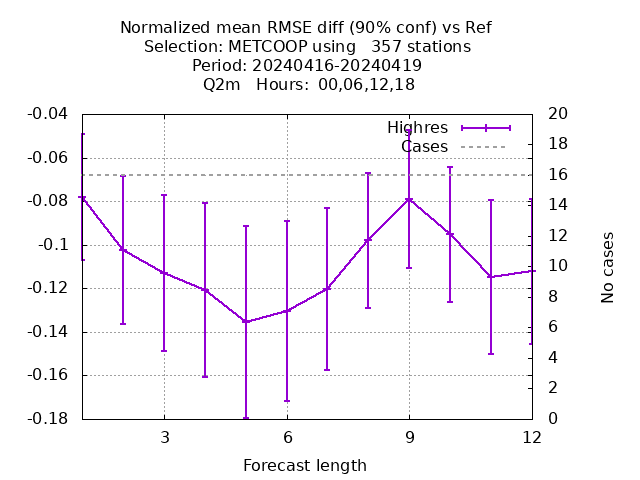 Normalized mean RMSE diff (90% conf) vs Ref
Selection: METCOOP using   357 stations
Period: 20240416-20240419
Q2m   Hours:  00,06,12,18
-0.04
-0.06
-0.08
-0.1
-0.12
-0.14
-0.16
-0.18
Highres
Cases
20
18
16
14
12
10
8
6
4
2
0
No cases
3
6
9
12
Forecast length